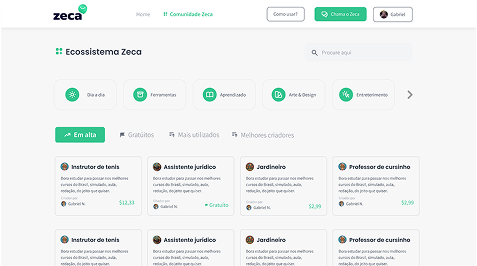 zeca
Home
Comunidade Zeca
Como usar?
Chama o Zeca
Gabriel
Ecossistema Zeca
Procure aqui
Dia a dia
Ferramentas
Aprendizado
Arte & Design
Entretenimento
Em alta
Gratuitos
Mais utilizados
Melhores criadores
Instrutor de tenis
Bora estudar para passar nos melhores
cursos do Brasil, simulado, aula,
redação, do jeito que quiser.
Criado por
Gabriel N.
$12,33
Assistente jurídico
Bora estudar para passar nos melhores
cursos do Brasil, simulado, aula,
redação, do jeito que quiser.
Criado por
Gabriel N.
Gratuito
Jardineiro
Bora estudar para passar nos melhores
cursos do Brasil, simulado, aula,
redação, do jeito que quiser.
Criado por
Gabriel N.
$2,99
Professor de cursinho
Bora estudar para passar nos melhores
cursos do Brasil, simulado, aula,
redação, do jeito que quiser.
Criado por
Gabriel N.
$2,99
Instrutor de tenis
Bora estudar para passar nos melhores
cursos do Brasil, simulado, aula,
redação, do jeito que quiser.
Assistente jurídico
Bora estudar para passar nos melhores
cursos do Brasil, simulado, aula,
redação, do jeito que quiser.
Jardineiro
Bora estudar para passar nos melhores
cursos do Brasil, simulado, aula,
redação, do jeito que quiser.
Professor de cursinho
Bora estudar para passar nos melhores
cursos do Brasil, simulado, aula,
redação, do jeito que quiser.